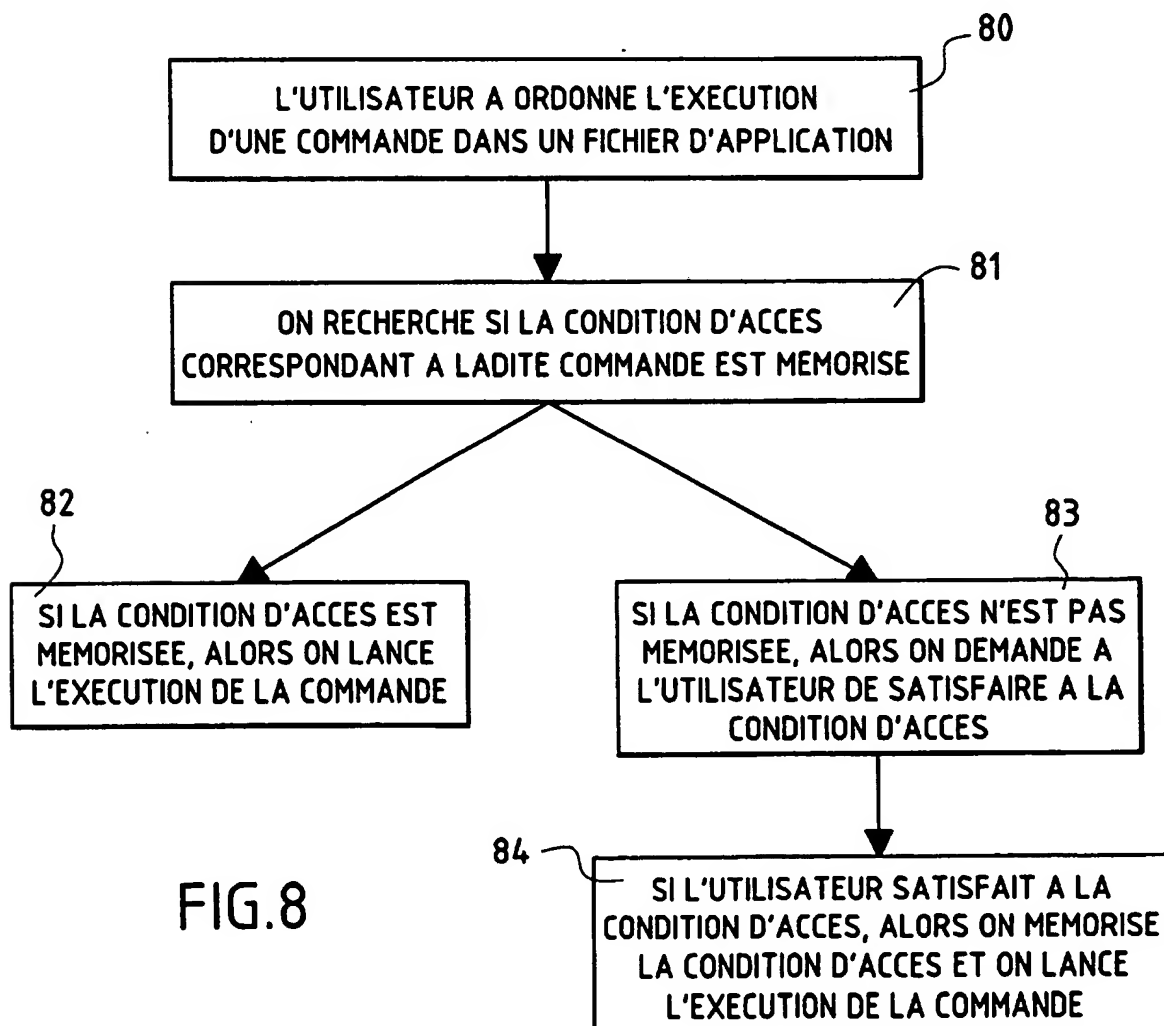 80
L'UTILISATEUR A ORDONNE L'EXECUTION
D'UNE COMMANDE DANS UN FICHIER D'APPLICATION
81
ON RECHERCHE SI LA CONDITION D'ACCES
CORRESPONDANT A LADITE COMMANDE EST MEMORISE
82
SI LA CONDITION D'ACCES EST
MEMORISEE, ALORS ON LANCE
L'EXECUTION DE LA COMMANDE
83
SI LA CONDITION D'ACCES N'EST PAS
MEMORISEE, ALORS ON DEMANDE A
L'UTILISATEUR DE SATISFAIRE A LA
CONDITION D'ACCES
84
SI L'UTILISATEUR SATISFAIT A LA
CONDITION D'ACCES, ALORS ON MEMORISE
LA CONDITION D'ACCES ET ON LANCE
L'EXECUTION DE LA COMMANDE
FIG.8